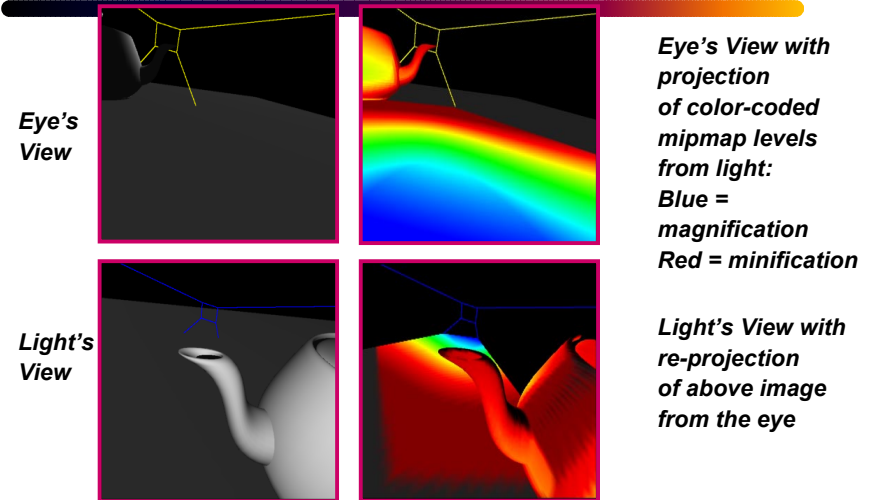 Eye's
View
Eye's View with
projection
of color-coded
mipmap levels
from light:
Blue =
magnification
Red = minification
Light's
View
Light's View with
re-projection
of above image
from the eye